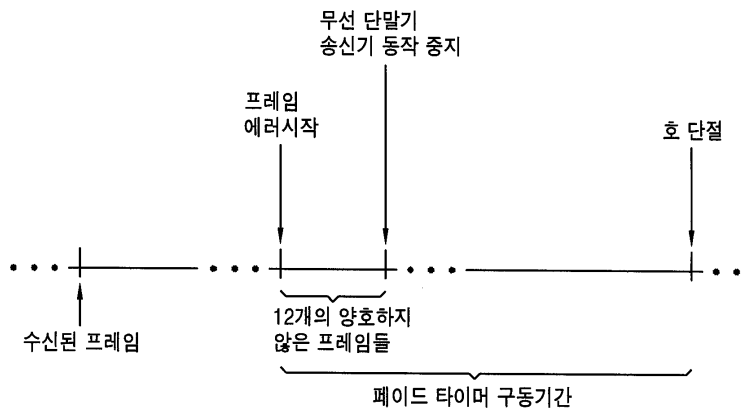 무선 단말기
송신기 동작 중지
프레임
에러시작
호 단절
수신된 프레임
12개의 양호하지
않은 프레임들
페이드 타이머 구동기간